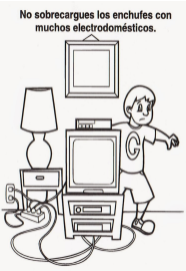 No sobrecargues los enchufes con
muchos electrodomésticos.
G